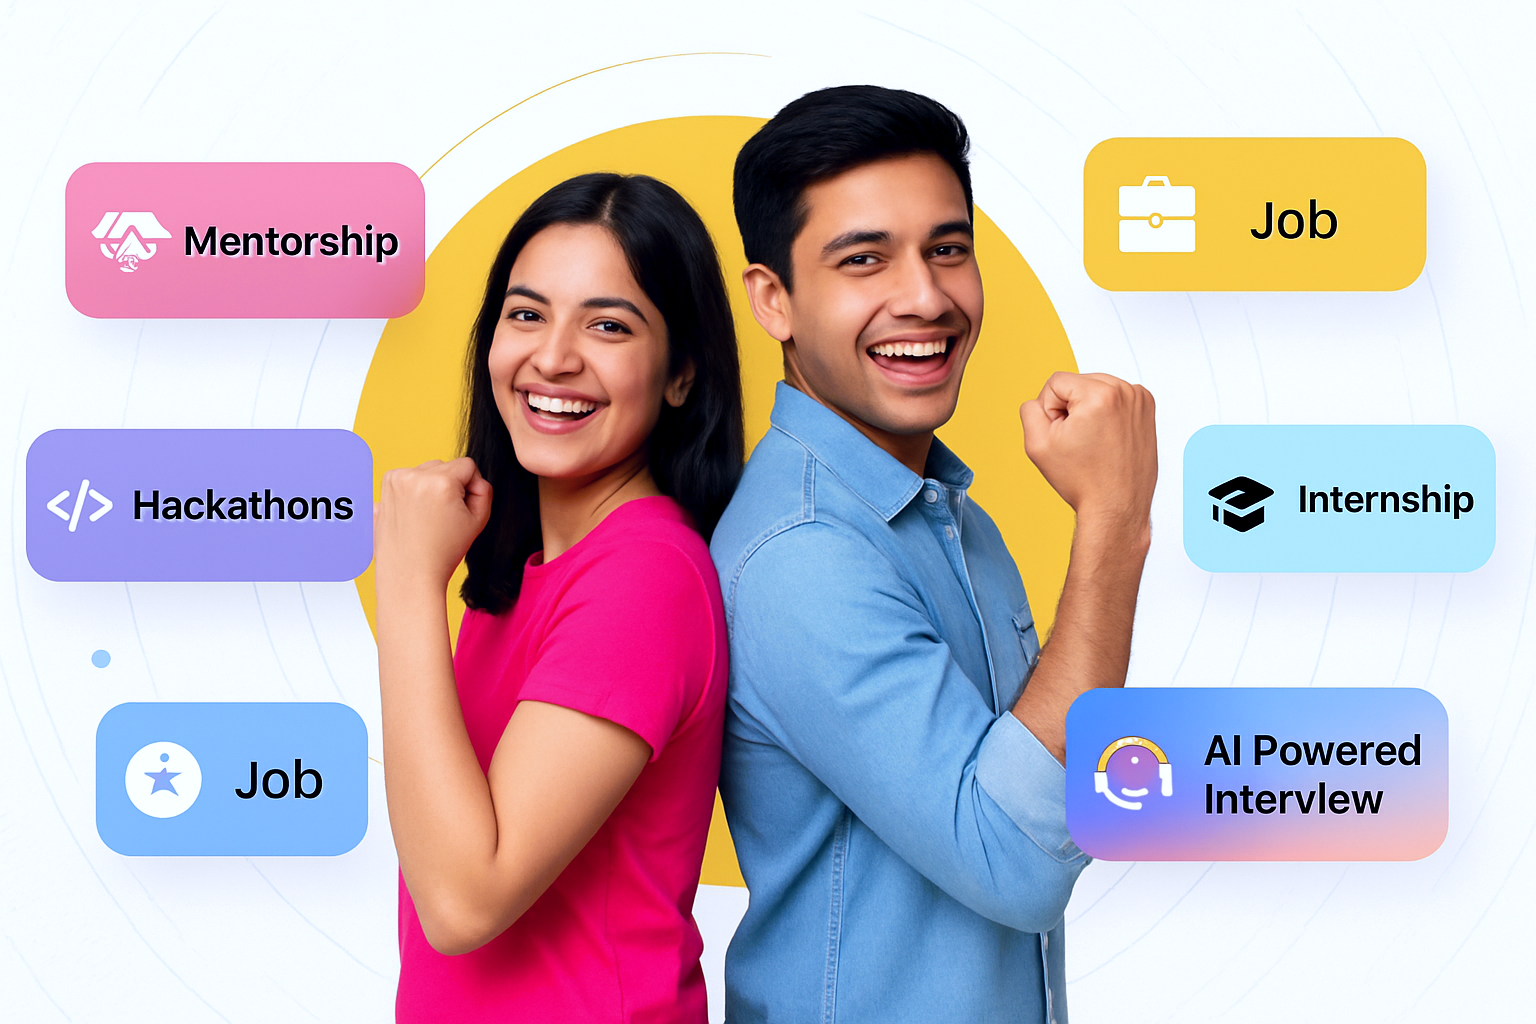 Mentorship
Job
Hackathons
Internship
Job
AI Powered
Intervlew